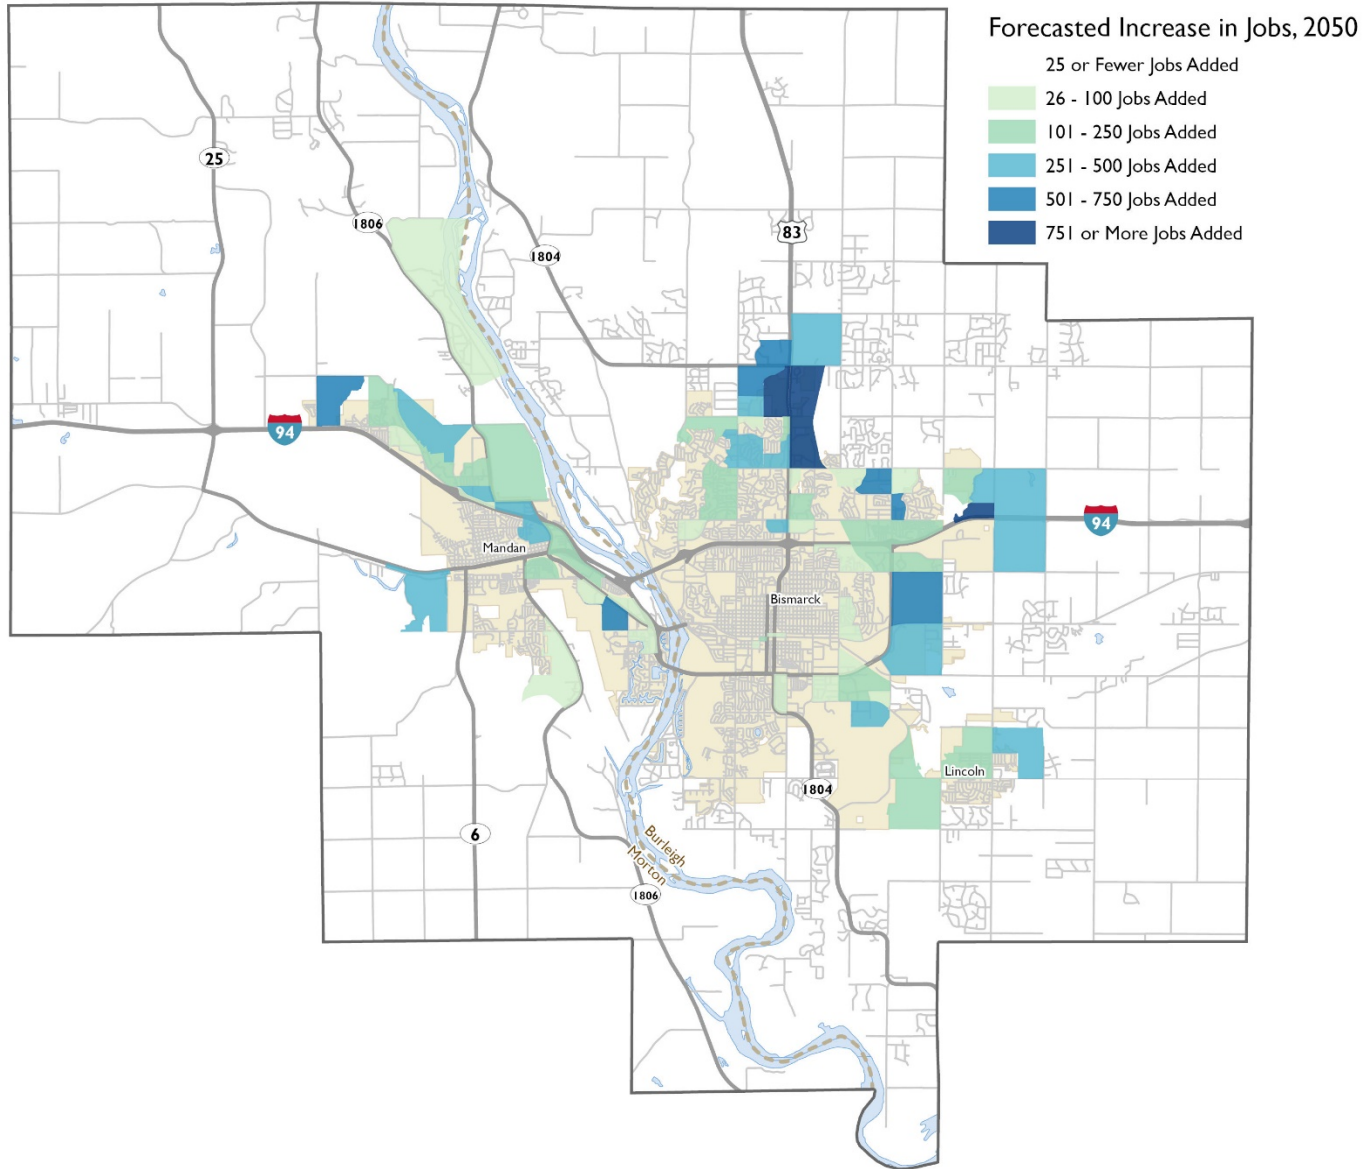 Forecasted Increase in Jobs, 2050
25 or Fewer Jobs Added
26 - 100 Jobs Added
101 - 250 Jobs Added
251 - 500 Jobs Added
501 - 750 Jobs Added
751 or More Jobs Added
25
1806
83
1804
94
94
Mandan
Bismarck
Lincoln
1804
6
Burleigh
Morton
1806